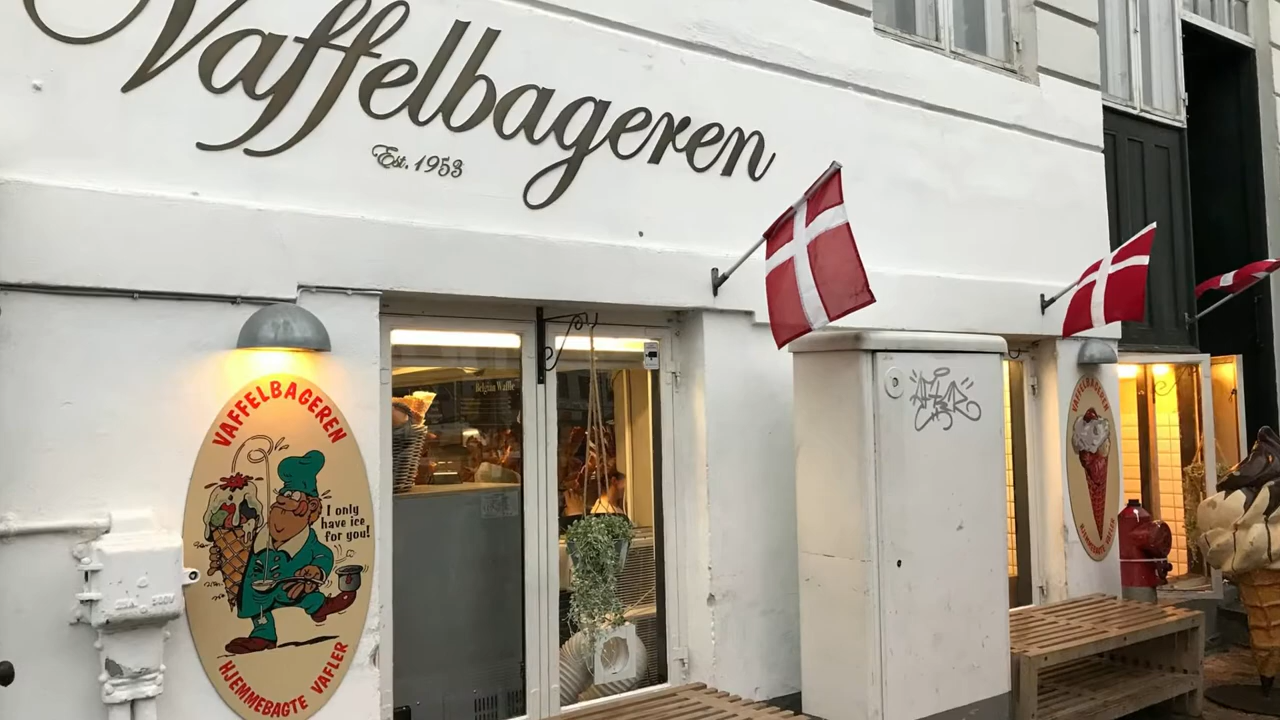 Vaffelbageren
Est. 1953
VAFFELBAGEREN
I only
have ice
for you!
HJEMMEBAGTE VAFLER
Belgian Waffle
VAFFELBAGEREN
HJEMMEBAGTE VAFLER